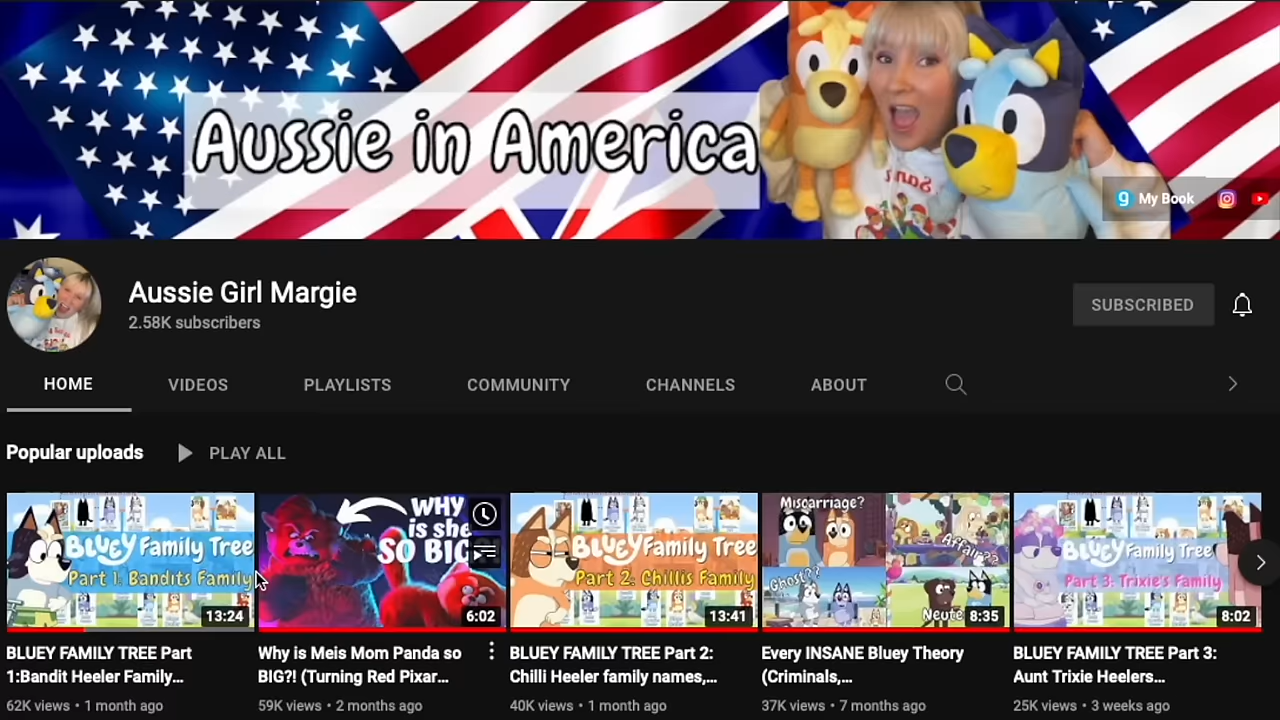 Aussie in America
My Book
Aussie Girl Margie
2.58K subscribers
SUBSCRIBED
HOME
VIDEOS
PLAYLISTS
COMMUNITY
CHANNELS
ABOUT
Popular uploads
PLAY ALL
BLUEY Family Tree
Part 1: Bandits Family
13:24
WHY
is she
SO BIG
6:02
BLUEY Family Tree
Part 2: Chillis Family
13:41
Miscarriage?
Affair??
Ghost??
Neute
8:35
BLUEY Family Tree
Part 3: Trixie's Family
8:02
BLUEY FAMILY TREE Part
1:Bandit Heeler Family...
62K views • 1 month ago
Why is Meis Mom Panda so
BIG?! (Turning Red Pixar...
59K views • 2 months ago
BLUEY FAMILY TREE Part 2:
Chilli Heeler family names,...
40K views • 1 month ago
Every INSANE Bluey Theory
(Criminals,...
37K views • 7 months ago
BLUEY FAMILY TREE Part 3:
Aunt Trixie Heelers...
25K views • 3 weeks ago